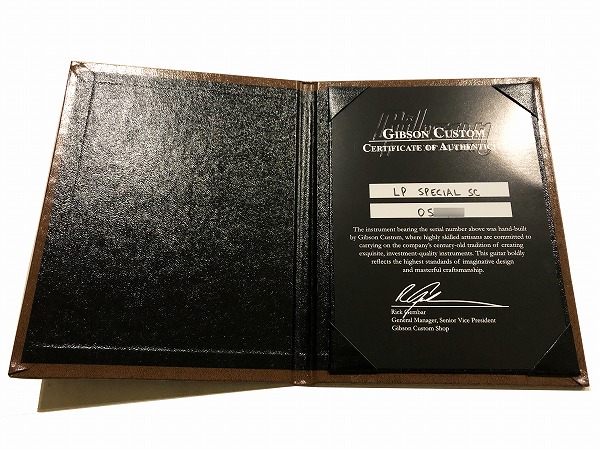 GIBSON CUSTOM
CERTIFICATE OF AUTHENTICITY
LP SPECIAL SC
05
The instrument bearing the serial number above was hand-built
by Gibson Custom, where highly skilled artisans are committed to
carrying on the company's century-old tradition of creating
exquisite, investment-quality instruments. This guitar boldly
reflects the highest standards of imaginative design
and masterful craftsmanship.
Rick Gembar
General Manager, Senior Vice President
Gibson Custom Shop